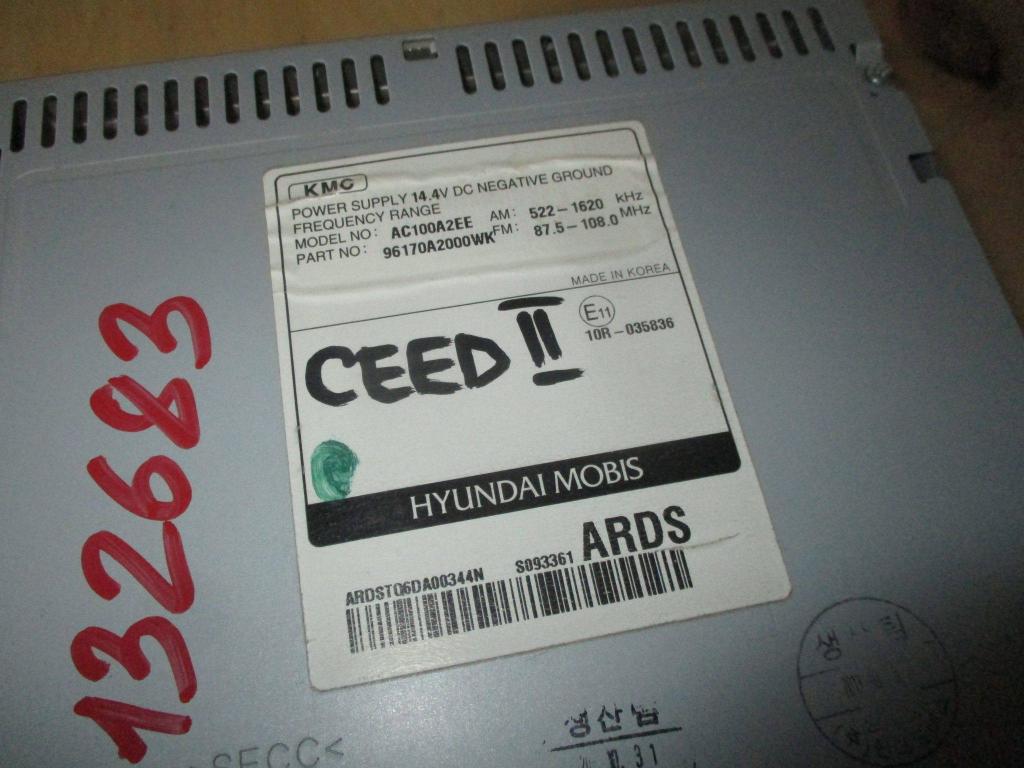 KMC
POWER SUPPLY 14.4V DC NEGATIVE GROUND
FREQUENCY RANGE AM: 522-1620 kHz
MODEL NO: AC100A2EE FM: 87.5-108.0 MHz
PART NO: 96170A2000WK
MADE IN KOREA
E11
10R-035836
CEED II
HYUNDAI MOBIS
ARDS
ARDST06DA00344N S093361
132683
SECC<